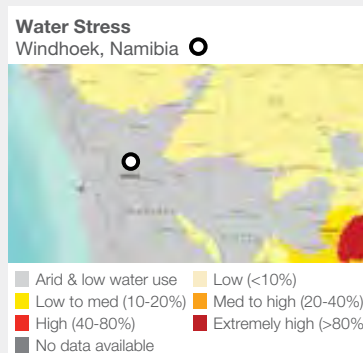 Water Stress
Windhoek, Namibia
Arid & low water use
Low (<10%)
Low to med (10-20%)
Med to high (20-40%)
High (40-80%)
Extremely high (>80%
No data available